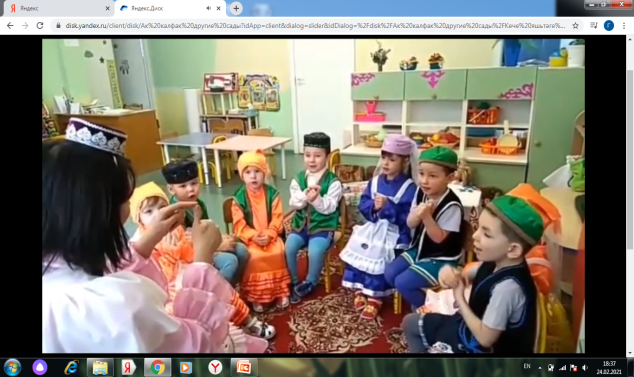 Яндекс
Яндекс.Диск
disk.yandex.ru/client/disk/Ак%20калфак%20другие%20сады?idApp=client&dialog=slider&idDialog=%2Fdisk%2FАк%20калфак%20другие%20сады%2FКече%20яшьтәге%...
EN
18:37
24.02.2021